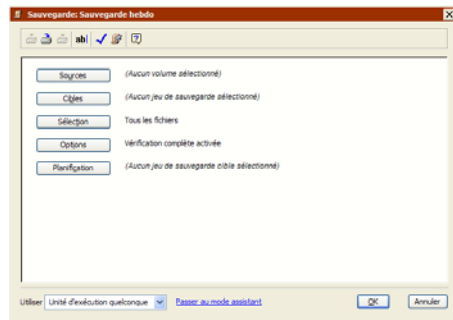 Sauvegarde: Sauvegarde hebdo
ab|
Sources (Aucun volume sélectionné)
Cibles (Aucun jeu de sauvegarde sélectionné)
Sélection Tous les fichiers
Options Vérification complète activée
Planification (Aucun jeu de sauvegarde cible sélectionné)
Utiliser Unité d'exécution quelconque Passer au mode assistant OK Annuler